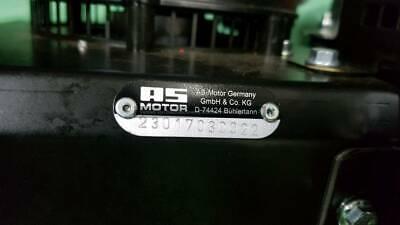 AS
MOTOR
AS-Motor Germany
GmbH & Co. KG
D-74424 Bühlertann